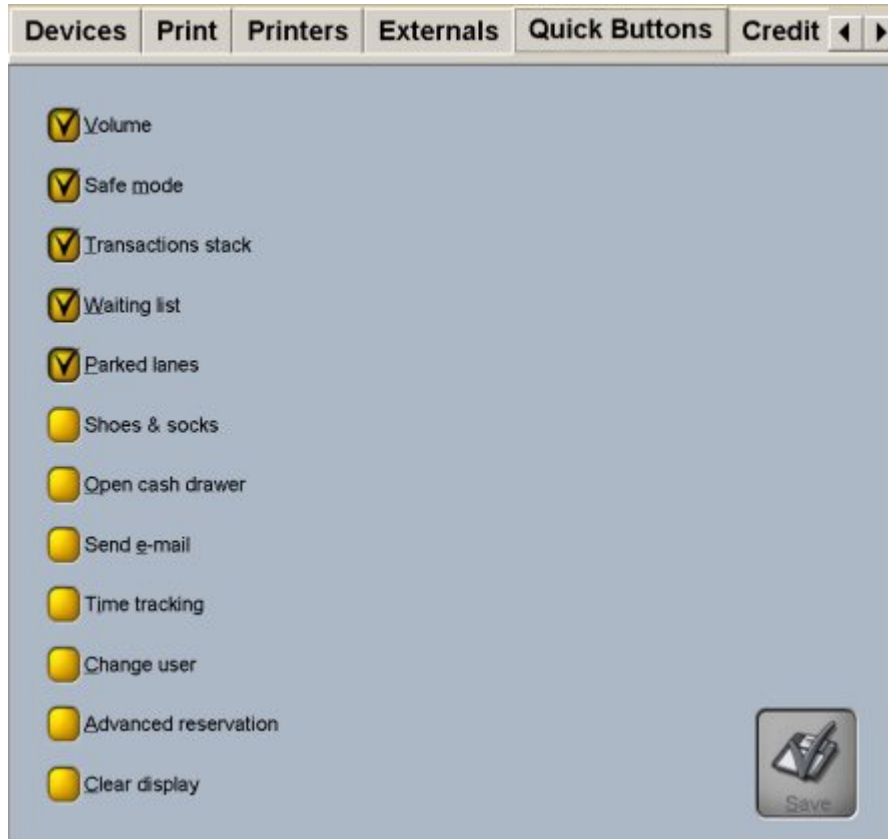 Devices Print Printers Externals Quick Buttons Credit
Volume
Safe mode
Transactions stack
Waiting list
Parked lanes
Shoes & socks
Open cash drawer
Send e-mail
Time tracking
Change user
Advanced reservation
Clear display
Save